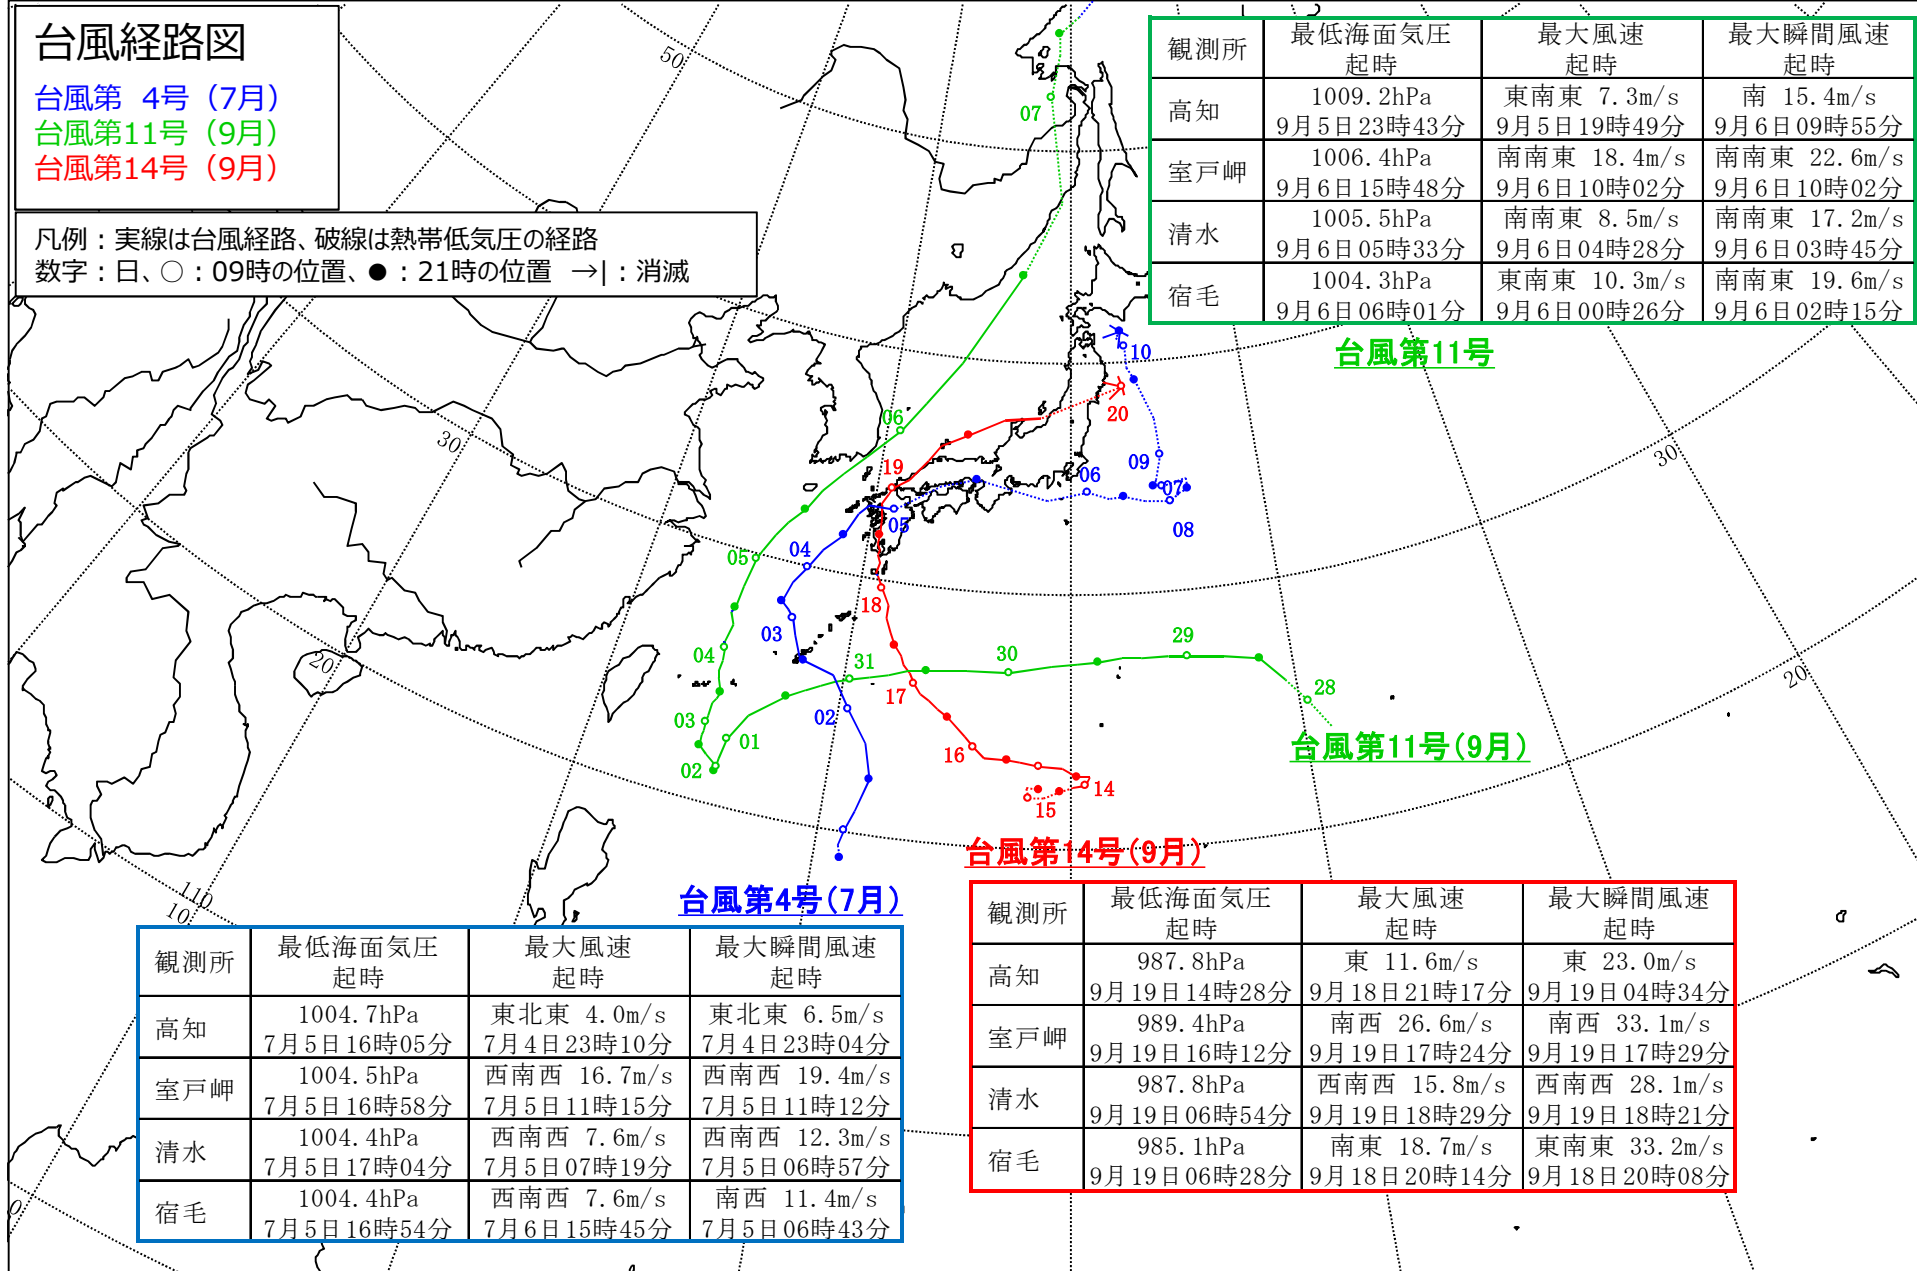 台風経路図
台風第 4号（7月）
台風第11号（9月）
台風第14号（9月）
凡例：実線は台風経路、破線は熱帯低気圧の経路
数字：日、○：09時の位置、●：21時の位置 →|：消滅
観測所 最低海面気圧 起時 最大風速 起時 最大瞬間風速 起時
高知 1009.2hPa 東南東 7.3m/s 南 15.4m/s
9月5日23時43分 9月5日19時49分 9月6日09時55分
室戸岬 1006.4hPa 南南東 18.4m/s 南南東 22.6m/s
9月6日15時48分 9月6日10時02分 9月6日10時02分
清水 1005.5hPa 南南東 8.5m/s 南南東 17.2m/s
9月6日05時33分 9月6日04時28分 9月6日03時45分
宿毛 1004.3hPa 東南東 10.3m/s 南南東 19.6m/s
9月6日06時01分 9月6日00時26分 9月6日02時15分
台風第11号
50
07
10
20
06
30
30
19
09
06
07
05
08
04
05
18
03
04
29
30
31
28
20
20
17
02
03
01
16
02
14
15
台風第11号(9月)
台風第14号(9月)
110
10
0
台風第4号(7月)
観測所 最低海面気圧 起時 最大風速 起時 最大瞬間風速 起時
高知 1004.7hPa 東北東 4.0m/s 東北東 6.5m/s
7月5日16時05分 7月4日23時10分 7月4日23時04分
室戸岬 1004.5hPa 西南西 16.7m/s 西南西 19.4m/s
7月5日16時58分 7月5日11時15分 7月5日11時12分
清水 1004.4hPa 西南西 7.6m/s 西南西 12.3m/s
7月5日17時04分 7月5日07時19分 7月5日06時57分
宿毛 1004.4hPa 西南西 7.6m/s 南西 11.4m/s
7月5日16時54分 7月6日15時45分 7月5日06時43分
観測所 最低海面気圧 起時 最大風速 起時 最大瞬間風速 起時
高知 987.8hPa 東 11.6m/s 東 23.0m/s
9月19日14時28分 9月18日21時17分 9月19日04時34分
室戸岬 989.4hPa 南西 26.6m/s 南西 33.1m/s
9月19日16時12分 9月19日17時24分 9月19日17時29分
清水 987.8hPa 西南西 15.8m/s 西南西 28.1m/s
9月19日06時54分 9月19日18時29分 9月19日18時21分
宿毛 985.1hPa 南東 18.7m/s 東南東 33.2m/s
9月19日06時28分 9月18日20時14分 9月18日20時08分